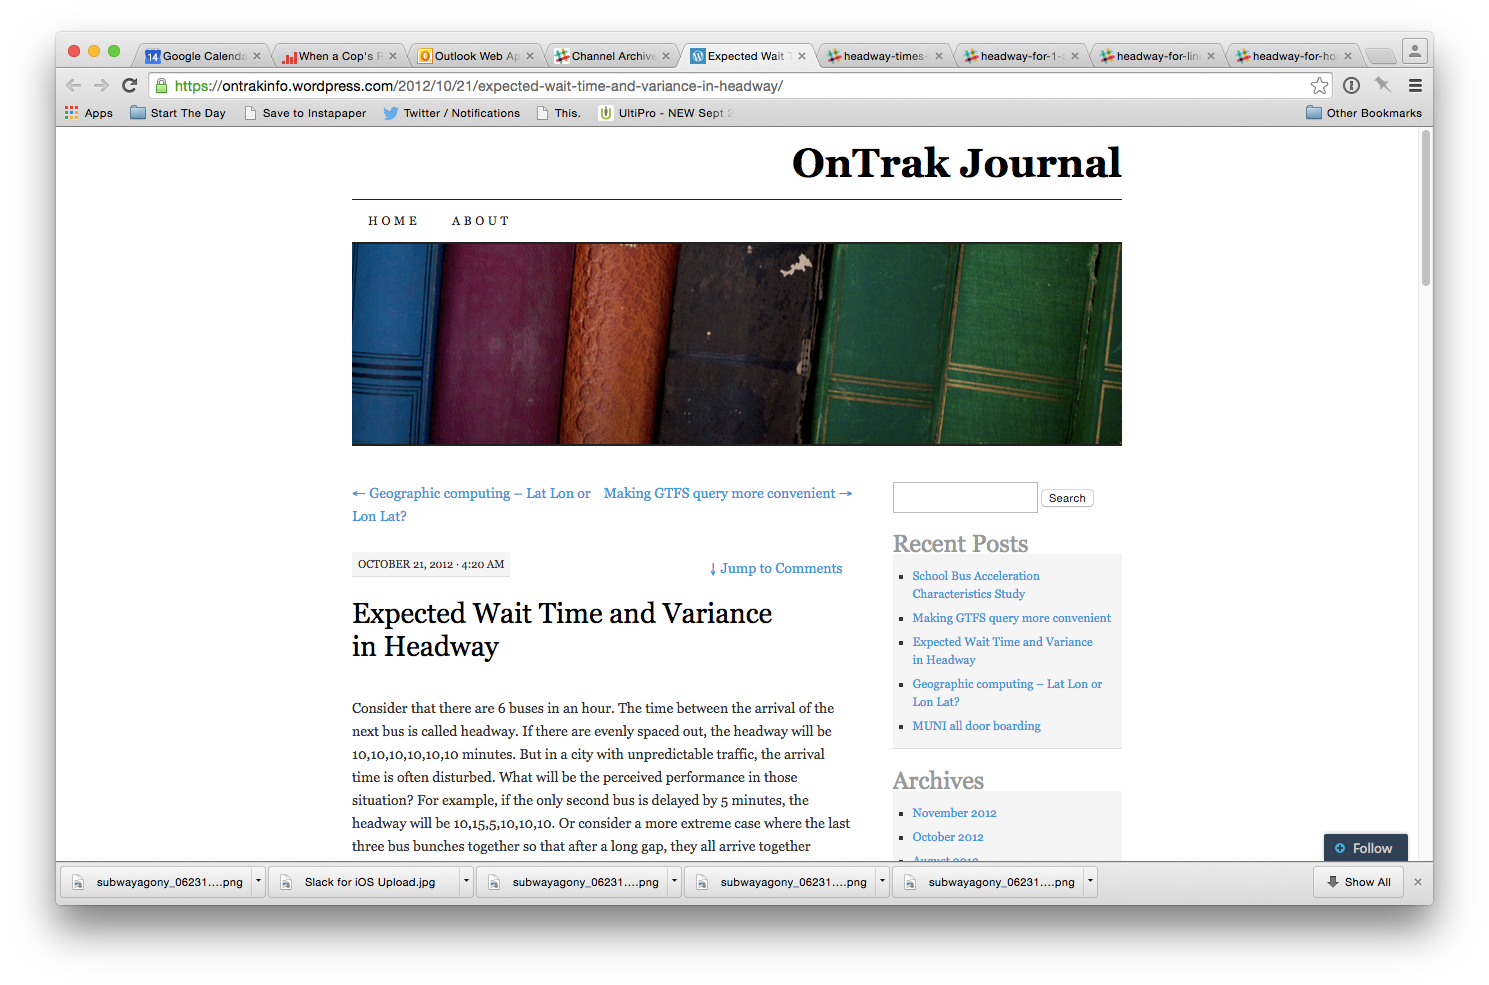 Google Calenda
When a Cop's R
Outlook Web Ap
Channel Archive
Expected Wait T
headway-times-
headway-for-1-a
headway-for-lin
headway-for-ho
https://ontrakinfo.wordpress.com/2012/10/21/expected-wait-time-and-variance-in-headway/
Apps
Start The Day
Save to Instapaper
Twitter / Notifications
This.
UltiPro - NEW Sept 2
Other Bookmarks
OnTrak Journal
HOME ABOUT
← Geographic computing – Lat Lon or
Lon Lat?
Making GTFS query more convenient →
Search
OCTOBER 21, 2012 · 4:20 AM
↓ Jump to Comments
Expected Wait Time and Variance
in Headway
Consider that there are 6 buses in an hour. The time between the arrival of the
next bus is called headway. If there are evenly spaced out, the headway will be
10,10,10,10,10,10 minutes. But in a city with unpredictable traffic, the arrival
time is often disturbed. What will be the perceived performance in those
situation? For example, if the only second bus is delayed by 5 minutes, the
headway will be 10,15,5,10,10,10. Or consider a more extreme case where the last
three bus bunches together so that after a long gap, they all arrive together
Recent Posts
School Bus Acceleration
Characteristics Study
Making GTFS query more convenient
Expected Wait Time and Variance
in Headway
Geographic computing – Lat Lon or
Lon Lat?
MUNI all door boarding
Archives
November 2012
October 2012
August 2012
Follow
subwayagony_06231....png
Slack for iOS Upload.jpg
subwayagony_06231....png
subwayagony_06231....png
subwayagony_06231....png
Show All